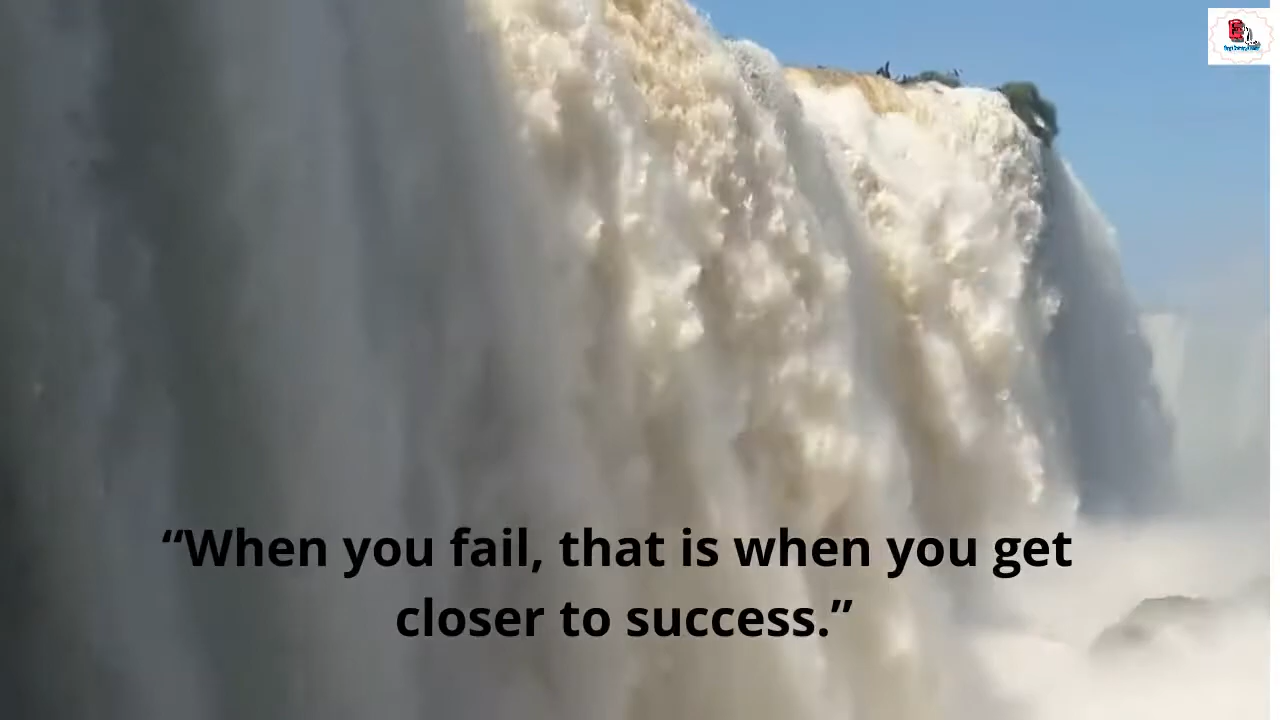 “When you fail, that is when you get
closer to success.”